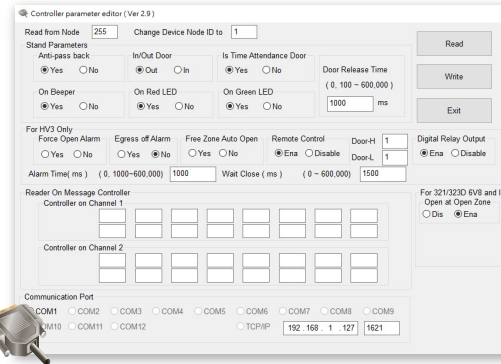 Controller parameter editor ( Ver 2.9 )
Read from Node 255 Change Device Node ID to 1
Stand Parameters
Anti-pass back In/Out Door Is Time Attendance Door
Yes No Out In Yes No
Door Release Time
( 0, 100 ~ 600,000 )
1000 ms
On Beeper On Red LED On Green LED
Yes No Yes No Yes No
Read
Write
Exit
For HV3 Only
Force Open Alarm Egress off Alarm Free Zone Auto Open Remote Control Door-H 1 Digital Relay Output
Yes No Yes No Yes No Ena Disable Door-L 1 Ena Disable
Alarm Time( ms ) ( 0, 1000~600,000) 1000 Wait Close ( ms ) ( 0 ~ 600,000) 1500
Reader On Message Controller
Controller on Channel 1
Controller on Channel 2
For 321/323D 6V8 and
Open at Open Zone
Dis Ena
Communication Port
COM1 COM2 COM3 COM4 COM5 COM6 COM7 COM8 COM9
COM10 COM11 COM12 TCP/IP 192 . 168 . 1 . 127 1621